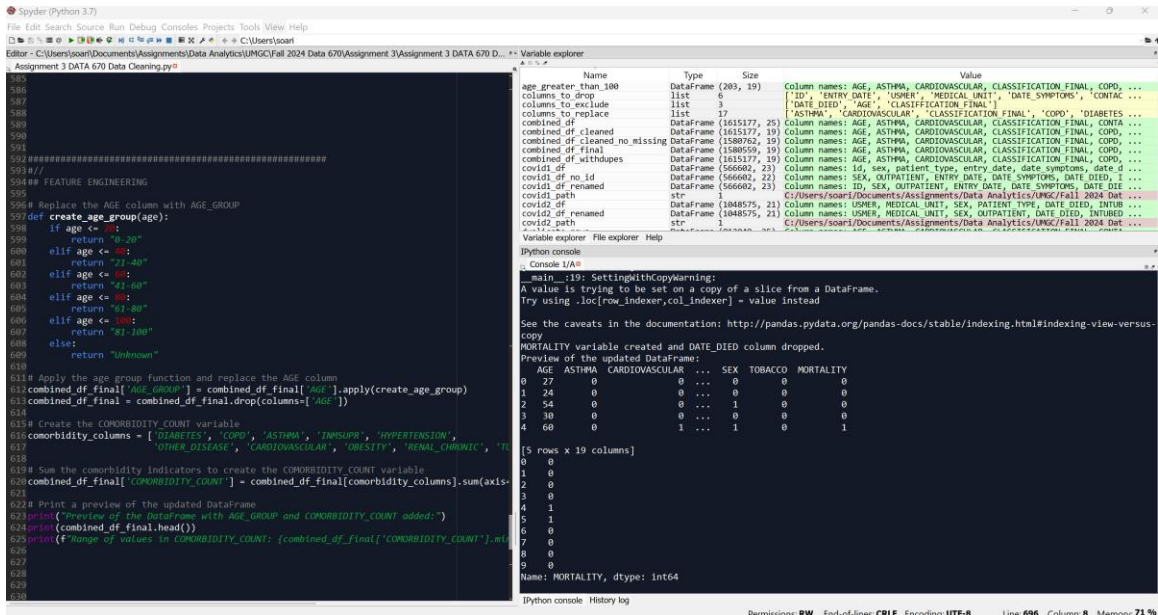 Spyder (Python 3.7)
File Edit Search Source Run Debug Consoles Projects Tools View Help
C:\Users\soari
Editor - C:\Users\soari\Documents\Assignments\Data Analytics\UMGC\Fall 2024 Data 670\Assignment 3\Assignment 3 DATA 670 D...
Assignment 3 DATA 670 Data Cleaning.py
585
586
587
588
589
590
591
592 ########################################################
593 #//
594 ## FEATURE ENGINEERING
595
596 # Replace the AGE column with AGE_GROUP
597 def create_age_group(age):
598 if age <= 20:
599 return "0-20"
600 elif age <= 40:
601 return "21-40"
602 elif age <= 60:
603 return "41-60"
604 elif age <= 80:
605 return "61-80"
606 elif age <= 100:
607 return "81-100"
608 else:
609 return "Unknown"
610
611 # Apply the age group function and replace the AGE column
612 combined_df_final['AGE_GROUP'] = combined_df_final['AGE'].apply(create_age_group)
613 combined_df_final = combined_df_final.drop(columns=['AGE'])
614
615 # Create the COMORBIDITY_COUNT variable
616 comorbidity_columns = ['DIABETES', 'COPD', 'ASTHMA', 'INMSUPR', 'HYPERTENSION',
617 'OTHER_DISEASE', 'CARDIOVASCULAR', 'OBESITY', 'RENAL_CHRONIC', 'TO
618
619 # Sum the comorbidity indicators to create the COMORBIDITY_COUNT variable
620 combined_df_final['COMORBIDITY_COUNT'] = combined_df_final[comorbidity_columns].sum(axis=
621
622 # Print a preview of the updated DataFrame
623 print("Preview of the DataFrame with AGE_GROUP and COMORBIDITY_COUNT added:")
624 print(combined_df_final.head())
625 print(f"Range of values in COMORBIDITY_COUNT: {combined_df_final['COMORBIDITY_COUNT'].min
626
627
628
629
630
Variable explorer
Name Type Size Value
age_greater_than_100 DataFrame (203, 19) Column names: AGE, ASTHMA, CARDIOVASCULAR, CLASSIFICATION_FINAL, COPD, ...
columns_to_drop list 6 ['ID', 'ENTRY_DATE', 'USMER', 'MEDICAL_UNIT', 'DATE_SYMPTOMS', 'CONTAC ...
columns_to_exclude list 3 ['DATE_DIED', 'AGE', 'CLASIFFICATION_FINAL']
columns_to_replace list 17 ['ASTHMA', 'CARDIOVASCULAR', 'CLASSIFICATION_FINAL', 'COPD', 'DIABETES ...
combined_df DataFrame (1615177, 25) Column names: AGE, ASTHMA, CARDIOVASCULAR, CLASSIFICATION_FINAL, CONTA ...
combined_df_cleaned DataFrame (1615177, 19) Column names: AGE, ASTHMA, CARDIOVASCULAR, CLASSIFICATION_FINAL, COPD, ...
combined_df_cleaned_no_missing DataFrame (1580762, 19) Column names: AGE, ASTHMA, CARDIOVASCULAR, CLASSIFICATION_FINAL, COPD, ...
combined_df_final DataFrame (1580559, 19) Column names: AGE, ASTHMA, CARDIOVASCULAR, CLASSIFICATION_FINAL, COPD, ...
combined_df_withdupes DataFrame (1615177, 19) Column names: AGE, ASTHMA, CARDIOVASCULAR, CLASSIFICATION_FINAL, COPD, ...
covid1_df DataFrame (566602, 23) Column names: id, sex, patient_type, entry_date, date_symptoms, date_d ...
covid1_df_no_id DataFrame (566602, 22) Column names: SEX, OUTPATIENT, ENTRY_DATE, DATE_SYMPTOMS, DATE_DIED, I ...
covid1_df_renamed DataFrame (566602, 23) Column names: ID, SEX, OUTPATIENT, ENTRY_DATE, DATE_SYMPTOMS, DATE_DIE ...
covid1_path str 1 C:/Users/soari/Documents/Assignments/Data Analytics/UMGC/Fall 2024 Dat ...
covid2_df DataFrame (1048575, 21) Column names: USMER, MEDICAL_UNIT, SEX, PATIENT_TYPE, DATE_DIED, INTUB ...
covid2_df_renamed DataFrame (1048575, 21) Column names: USMER, MEDICAL_UNIT, SEX, OUTPATIENT, DATE_DIED, INTUBED ...
covid2_path str 1 C:/Users/soari/Documents/Assignments/Data Analytics/UMGC/Fall 2024 Dat ...
Variable explorer File explorer Help
IPython console
Console 1/A
__main__:19: SettingWithCopyWarning:
A value is trying to be set on a copy of a slice from a DataFrame.
Try using .loc[row_indexer,col_indexer] = value instead
See the caveats in the documentation: http://pandas.pydata.org/pandas-docs/stable/indexing.html#indexing-view-versus-
copy
MORTALITY variable created and DATE_DIED column dropped.
Preview of the updated DataFrame:
AGE ASTHMA CARDIOVASCULAR ... SEX TOBACCO MORTALITY
0 27 0 0 ... 0 0 0
1 24 0 0 ... 0 0 0
2 54 0 0 ... 1 0 0
3 30 0 0 ... 0 0 0
4 60 0 1 ... 1 0 1
[5 rows x 19 columns]
0 0
1 0
2 0
3 0
4 1
5 1
6 0
7 0
8 0
9 0
Name: MORTALITY, dtype: int64
IPython console History log
Permissions: RW End-of-lines: CRLF Encoding: UTF-8 Line: 696 Column: 8 Memory: 71 %